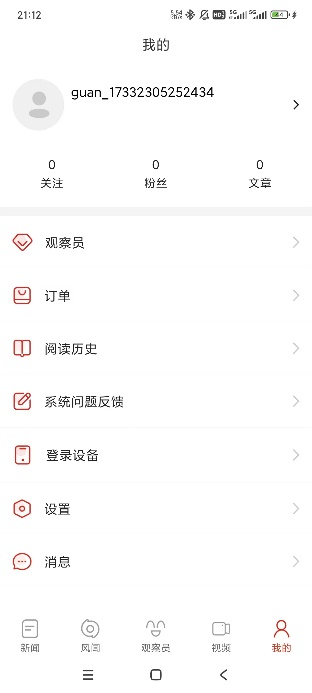 21:12
我的
guan_17332305252434
0 0 0
关注 粉丝 文章
观察员
订单
阅读历史
系统问题反馈
登录设备
设置
消息
新闻 风闻 观察员 视频 我的